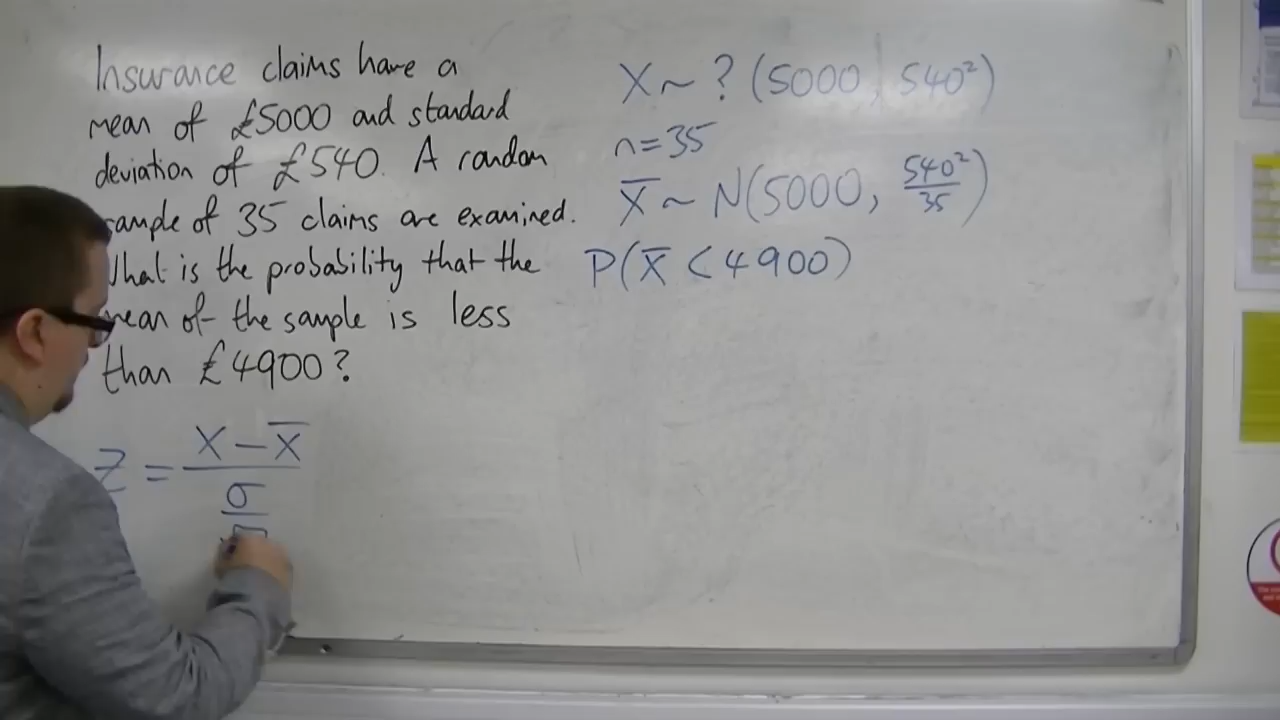 Insurance claims have a
mean of £5000 and standard
deviation of £540. A random
sample of 35 claims are examined.
What is the probability that the
mean of the sample is less
than £4900?
Z = X - X̅ / σ / √
X ~ ? (5000, 540²)
n=35
X̅ ~ N(5000, 540²/35)
P(X̅ < 4900)